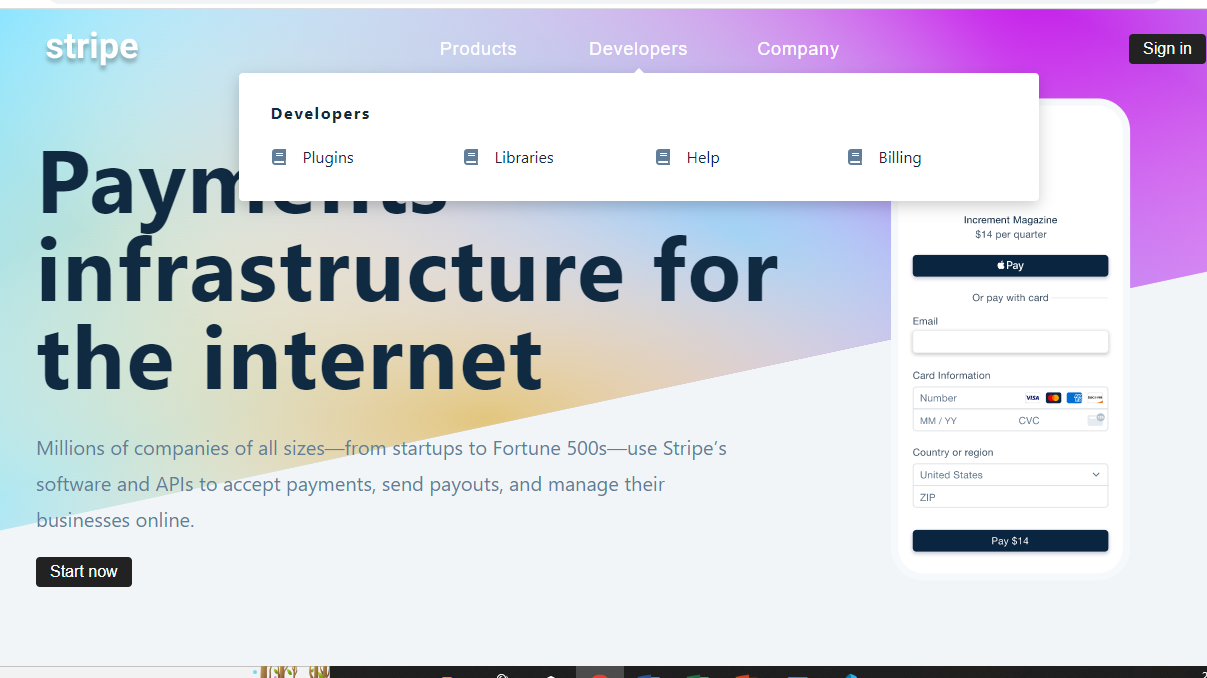 stripe
Products
Developers
Company
Sign in
Developers
Plugins
Libraries
Help
Billing
Payments
infrastructure for
the internet
Millions of companies of all sizes—from startups to Fortune 500s—use Stripe’s
software and APIs to accept payments, send payouts, and manage their
businesses online.
Start now
Increment Magazine
$14 per quarter
Pay
Or pay with card
Email
Card Information
Number
VISA
MM / YY
CVC
Country or region
United States
ZIP
Pay $14